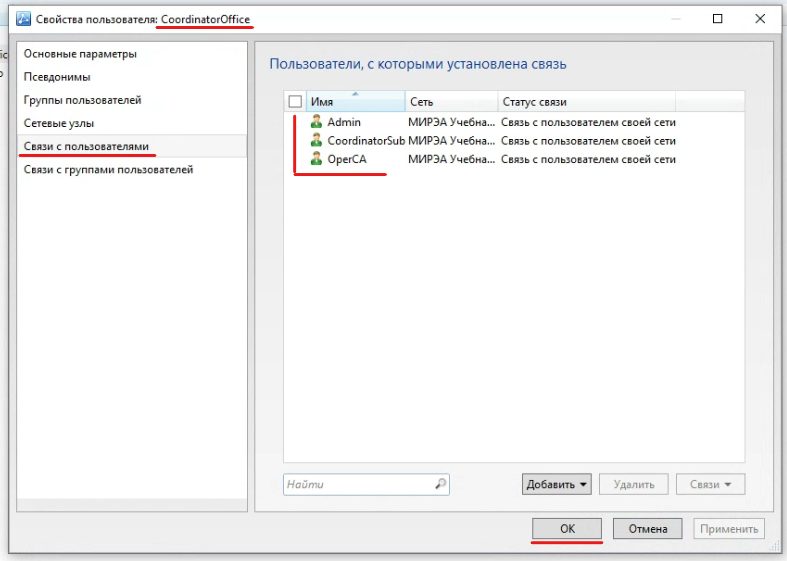 Свойства пользователя: CoordinatorOffice
Основные параметры
Псевдонимы
Группы пользователей
Сетевые узлы
Связи с пользователями
Связи с группами пользователей
Пользователи, с которыми установлена связь
Имя Сеть Статус связи
Admin МИРЭА Учебна... Связь с пользователем своей сети
CoordinatorSub МИРЭА Учебна... Связь с пользователем своей сети
OperCA МИРЭА Учебна... Связь с пользователем своей сети
Найти Добавить Удалить Связи
OK Отмена Применить